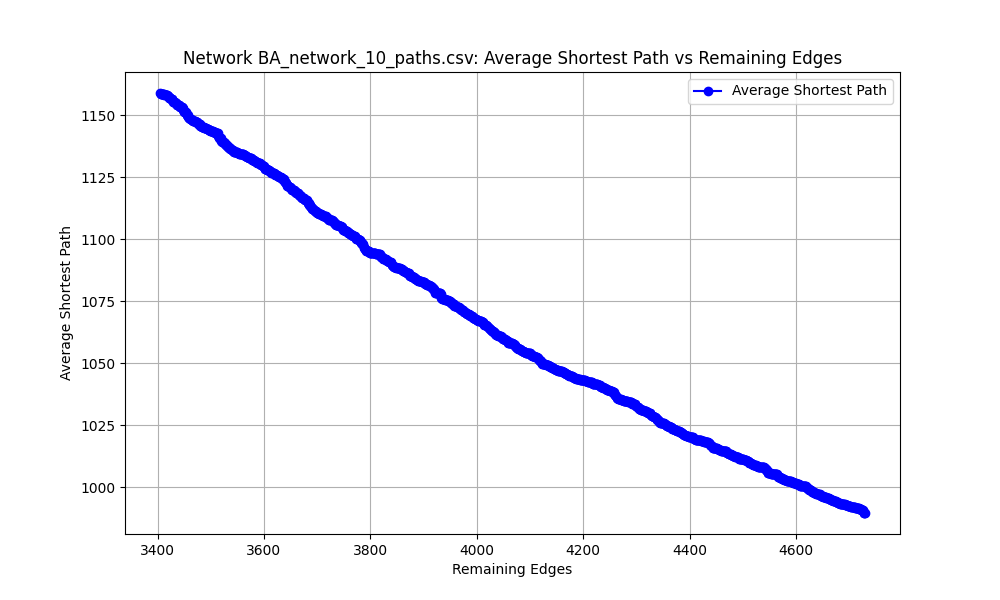 Network BA_network_10_paths.csv: Average Shortest Path vs Remaining Edges
Average Shortest Path
1150
1125
1100
1075
1050
1025
1000
Average Shortest Path
3400 3600 3800 4000 4200 4400 4600
Remaining Edges